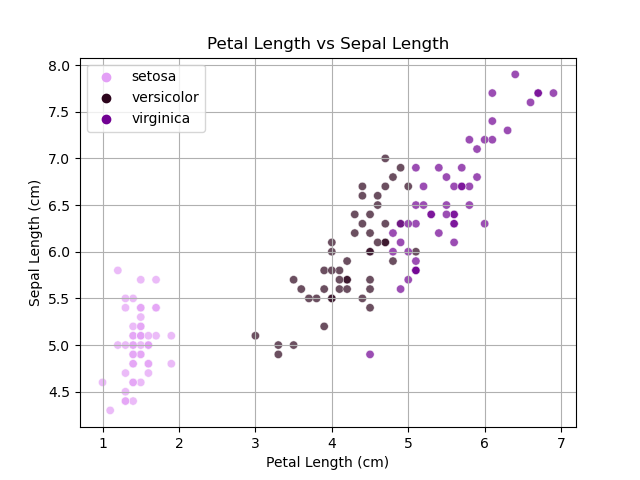 Petal Length vs Sepal Length
setosa
versicolor
virginica
Sepal Length (cm)
8.0
7.5
7.0
6.5
6.0
5.5
5.0
4.5
1 2 3 4 5 6 7
Petal Length (cm)